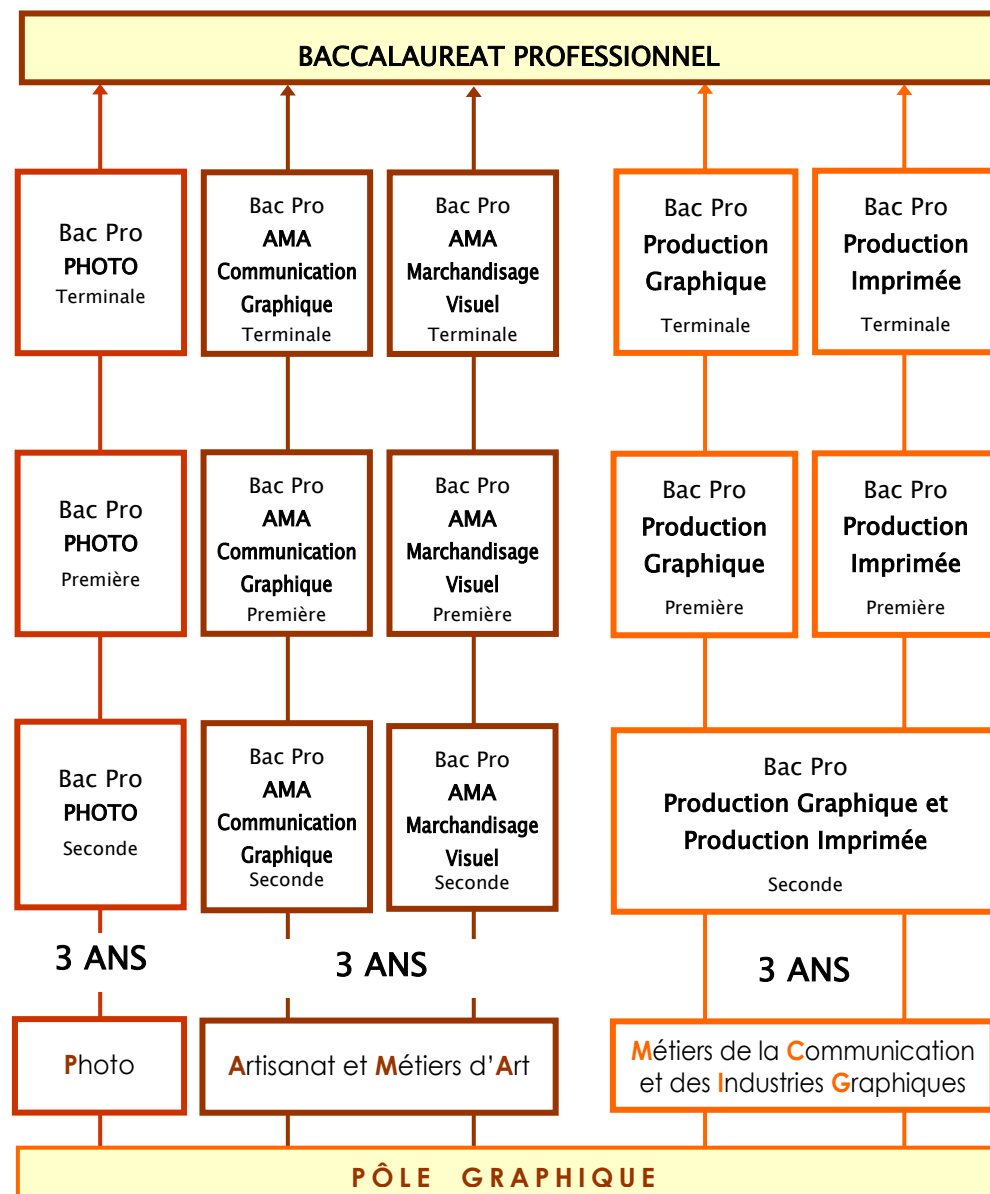 BACCALAUREAT PROFESSIONNEL
Bac Pro
PHOTO
Terminale
Bac Pro
AMA
Communication
Graphique
Terminale
Bac Pro
AMA
Marchandisage
Visuel
Terminale
Bac Pro
Production
Graphique
Terminale
Bac Pro
Production
Imprimée
Terminale
Bac Pro
PHOTO
Première
Bac Pro
AMA
Communication
Graphique
Première
Bac Pro
AMA
Marchandisage
Visuel
Première
Bac Pro
Production
Graphique
Première
Bac Pro
Production
Imprimée
Première
Bac Pro
PHOTO
Seconde
Bac Pro
AMA
Communication
Graphique
Seconde
Bac Pro
AMA
Marchandisage
Visuel
Seconde
Bac Pro
Production Graphique et
Production Imprimée
Seconde
3 ANS
3 ANS
3 ANS
Photo
Artisanat et Métiers d’Art
Métiers de la Communication
et des Industries Graphiques
PÔLE GRAPHIQUE